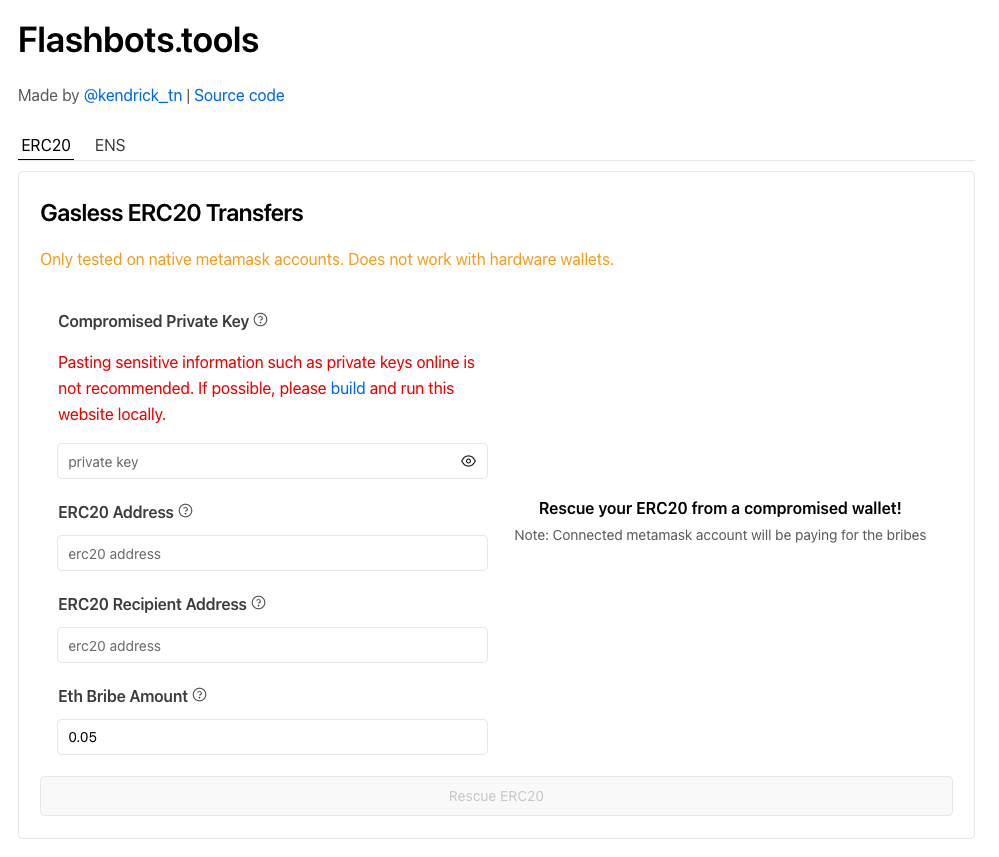 Flashbots.tools
Made by @kendrick_tn | Source code
ERC20 ENS
Gasless ERC20 Transfers
Only tested on native metamask accounts. Does not work with hardware wallets.
Compromised Private Key ?
Pasting sensitive information such as private keys online is
not recommended. If possible, please build and run this
website locally.
private key
ERC20 Address ?
erc20 address
ERC20 Recipient Address ?
erc20 address
Eth Bribe Amount ?
0.05
Rescue your ERC20 from a compromised wallet!
Note: Connected metamask account will be paying for the bribes
Rescue ERC20